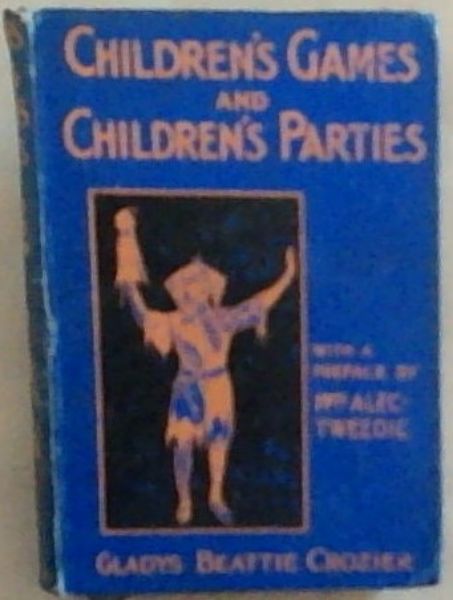 CHILDREN'S GAMES
AND
CHILDREN'S PARTIES
WITH A
PREFACE BY
MRS ALEC-
TWEEDIE
GLADYS BEATTIE CROZIER